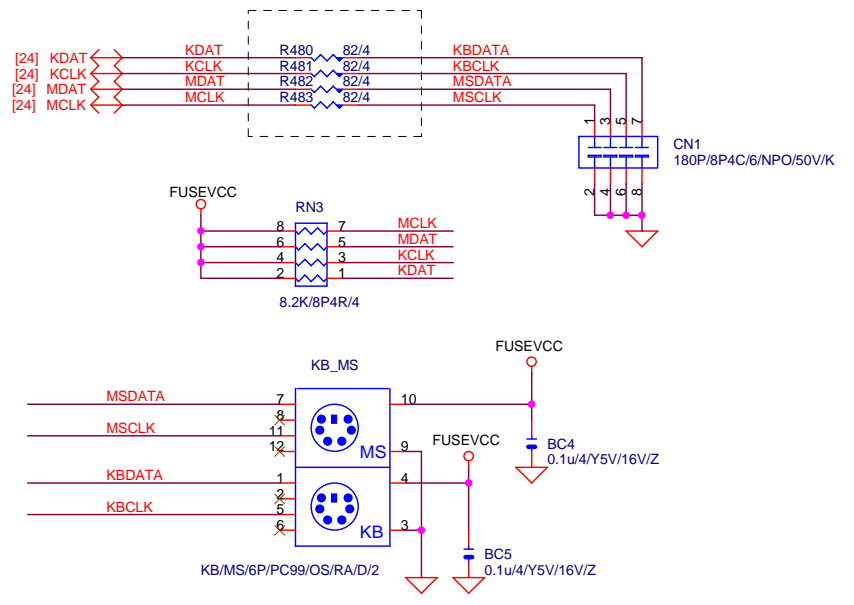 [24] KDAT KDAT R480 82/4 KBDATA
[24] KCLK KCLK R481 82/4 KBCLK
[24] MDAT MDAT R482 82/4 MSDATA
[24] MCLK MCLK R483 82/4 MSCLK
1 3 5 7
CN1
180P/8P4C/6/NPO/50V/K
2 4 6 8
FUSEVCC
RN3
8 7 MCLK
6 5 MDAT
4 3 KCLK
2 1 KDAT
8.2K/8P4R/4
FUSEVCC
KB_MS
MSDATA 7 10
8
MSCLK 11
FUSEVCC
12 MS 9
BC4
0.1u/4/Y5V/16V/Z
KBDATA 1 4
2
KBCLK 5
6 KB 3
BC5
KB/MS/6P/PC99/OS/RA/D/2
0.1u/4/Y5V/16V/Z